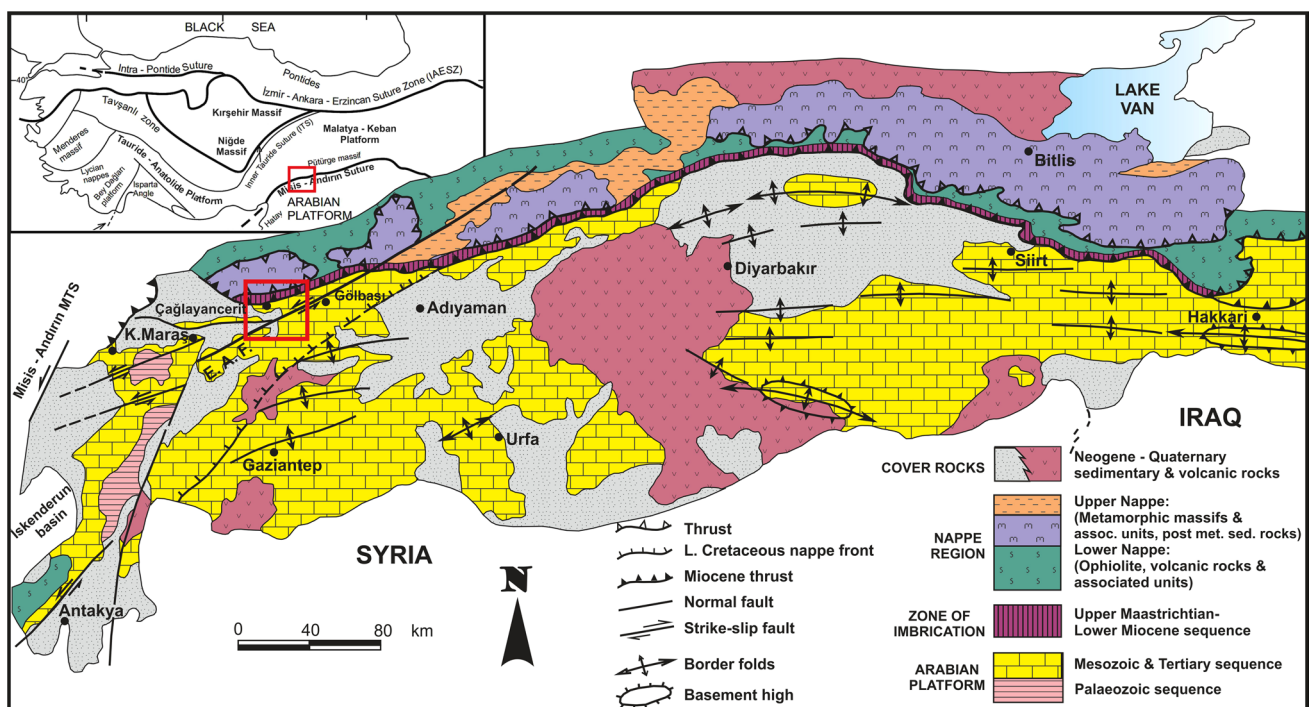 BLACK SEA
Intra - Pontide Suture
Pontides
40°
İzmir - Ankara - Erzincan Suture Zone (IAESZ)
Tavşanlı zone
Kırşehir Massif
Menderes
massif
Niğde
Massif
Inner Tauride Suture (ITS)
Malatya - Keban
Platform
Tauride - Anatolide Platform
Lycian
nappes
Bey Dağları
platform
Isparta
Angle
Pütürge massif
Misis - Andırın Suture
ARABIAN
PLATFORM
Hatay
LAKE
VAN
Bitlis
Siirt
Hakkari
Diyarbakır
Çağlayancerit
Gölbaşı
Adıyaman
K.Maraş
E. A. F.
Misis - Andırın MTS
Urfa
Gaziantep
Iskenderun
basin
Antakya
SYRIA
IRAQ
N
0 40 80 km
Thrust
L. Cretaceous nappe front
Miocene thrust
Normal fault
Strike-slip fault
Border folds
Basement high
COVER ROCKS
Neogene - Quaternary
sedimentary & volcanic rocks
NAPPE
REGION
Upper Nappe:
(Metamorphic massifs &
assoc. units, post met. sed. rocks)
Lower Nappe:
(Ophiolite, volcanic rocks &
associated units)
ZONE OF
IMBRICATION
Upper Maastrichtian-
Lower Miocene sequence
ARABIAN
PLATFORM
Mesozoic & Tertiary sequence
Palaeozoic sequence